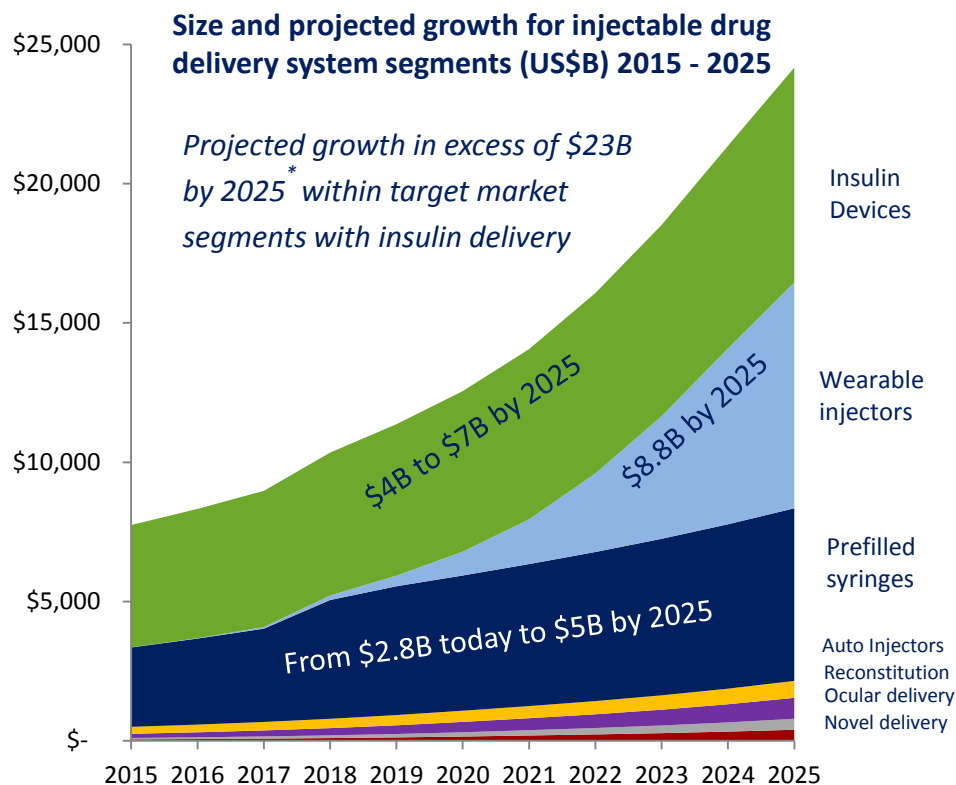 Size and projected growth for injectable drug
delivery system segments (US$B) 2015 - 2025
Projected growth in excess of $23B
by 2025* within target market
segments with insulin delivery
$25,000
$20,000
$15,000
$10,000
$5,000
$-
$4B to $7B by 2025
$8.8B by 2025
From $2.8B today to $5B by 2025
Insulin
Devices
Wearable
injectors
Prefilled
syringes
Auto Injectors
Reconstitution
Ocular delivery
Novel delivery
2015 2016 2017 2018 2019 2020 2021 2022 2023 2024 2025